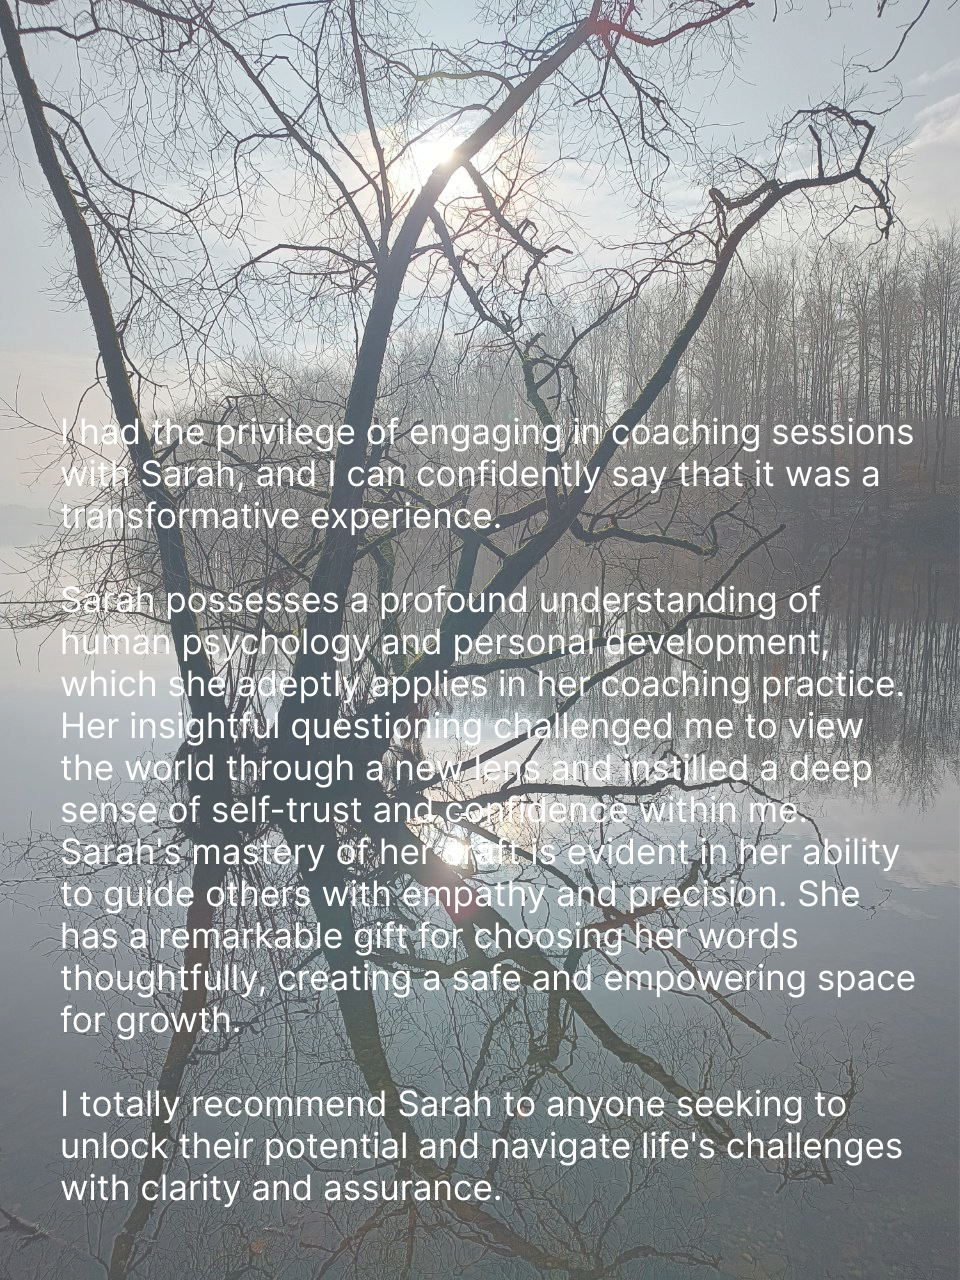 I had the privilege of engaging in coaching sessions
with Sarah, and I can confidently say that it was a
transformative experience.
Sarah possesses a profound understanding of
human psychology and personal development,
which she adeptly applies in her coaching practice.
Her insightful questioning challenged me to view
the world through a new lens and instilled a deep
sense of self-trust and confidence within me.
Sarah's mastery of her craft is evident in her ability
to guide others with empathy and precision. She
has a remarkable gift for choosing her words
thoughtfully, creating a safe and empowering space
for growth.
I totally recommend Sarah to anyone seeking to
unlock their potential and navigate life's challenges
with clarity and assurance.